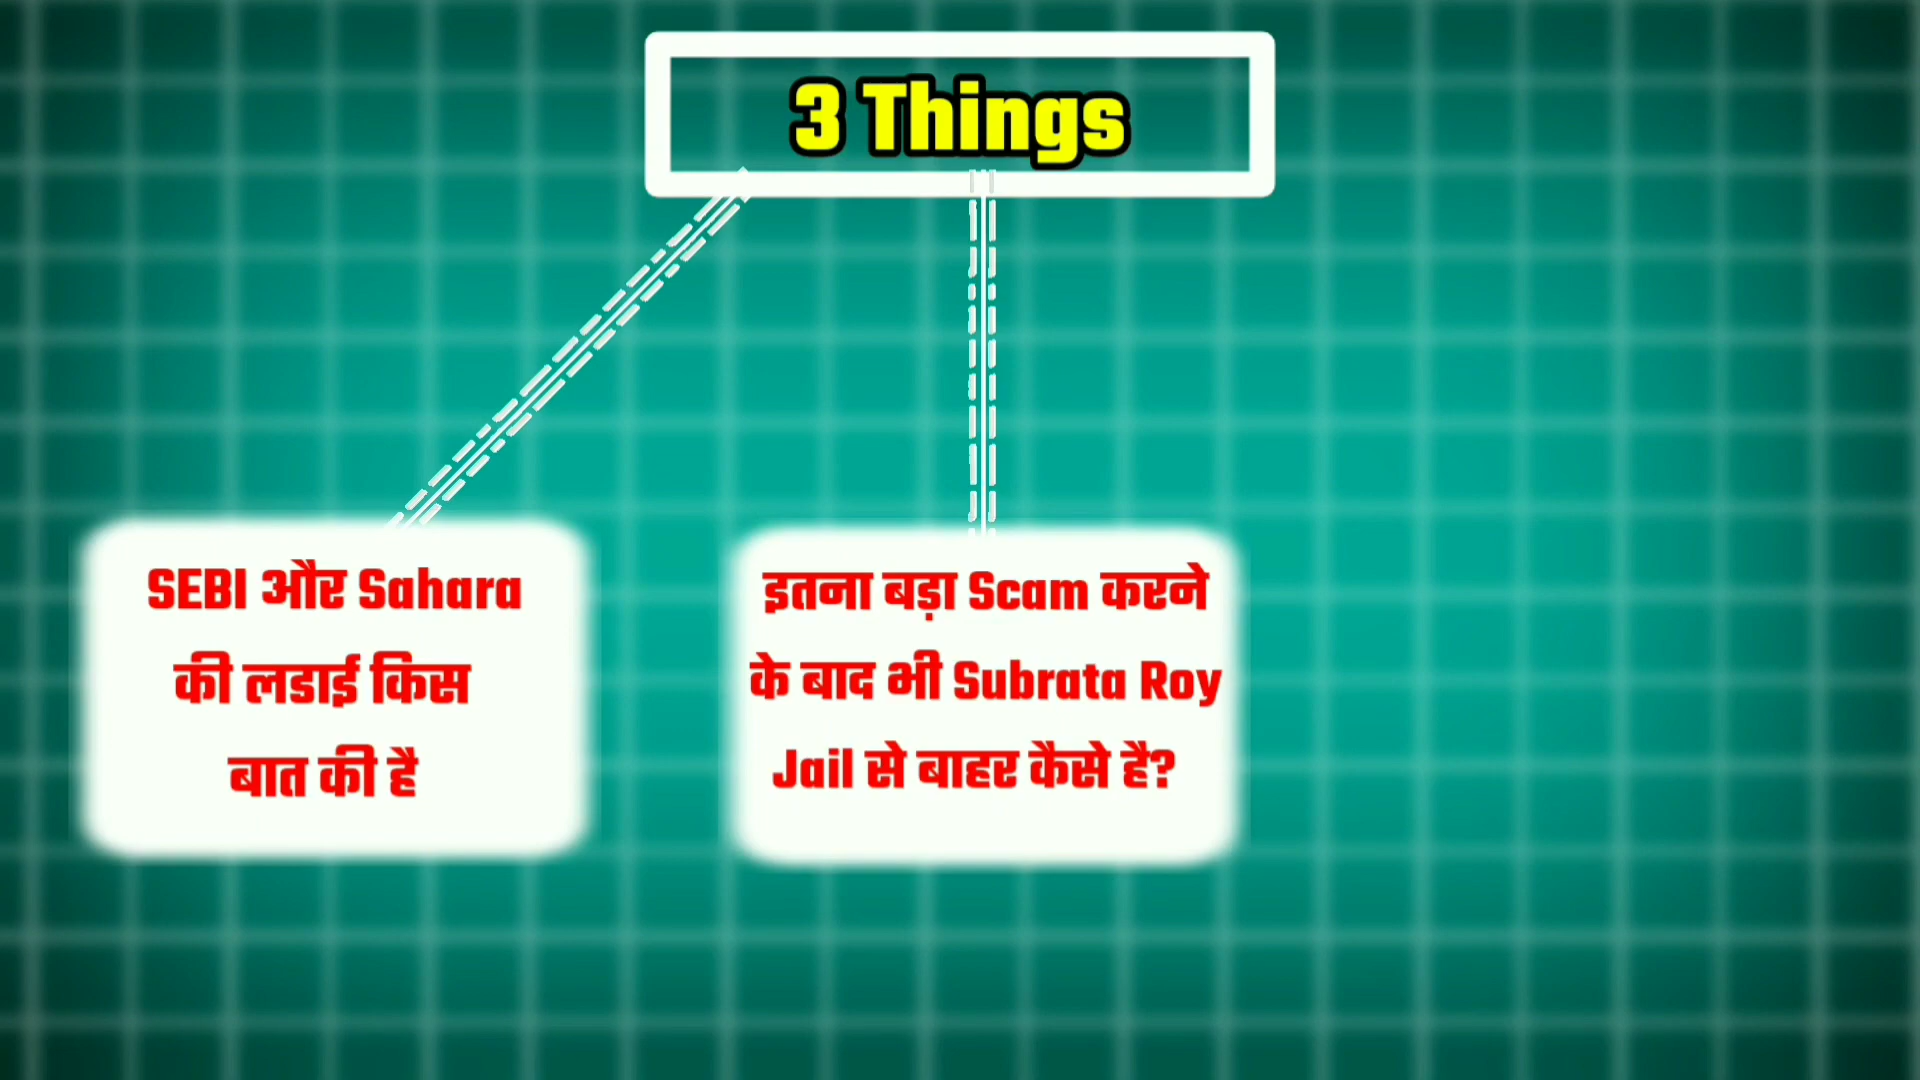 3 Things
SEBI और Sahara
की लडाई किस
बात की है
इतना बड़ा Scam करने
के बाद भी Subrata Roy
Jail से बाहर कैसे हैं?